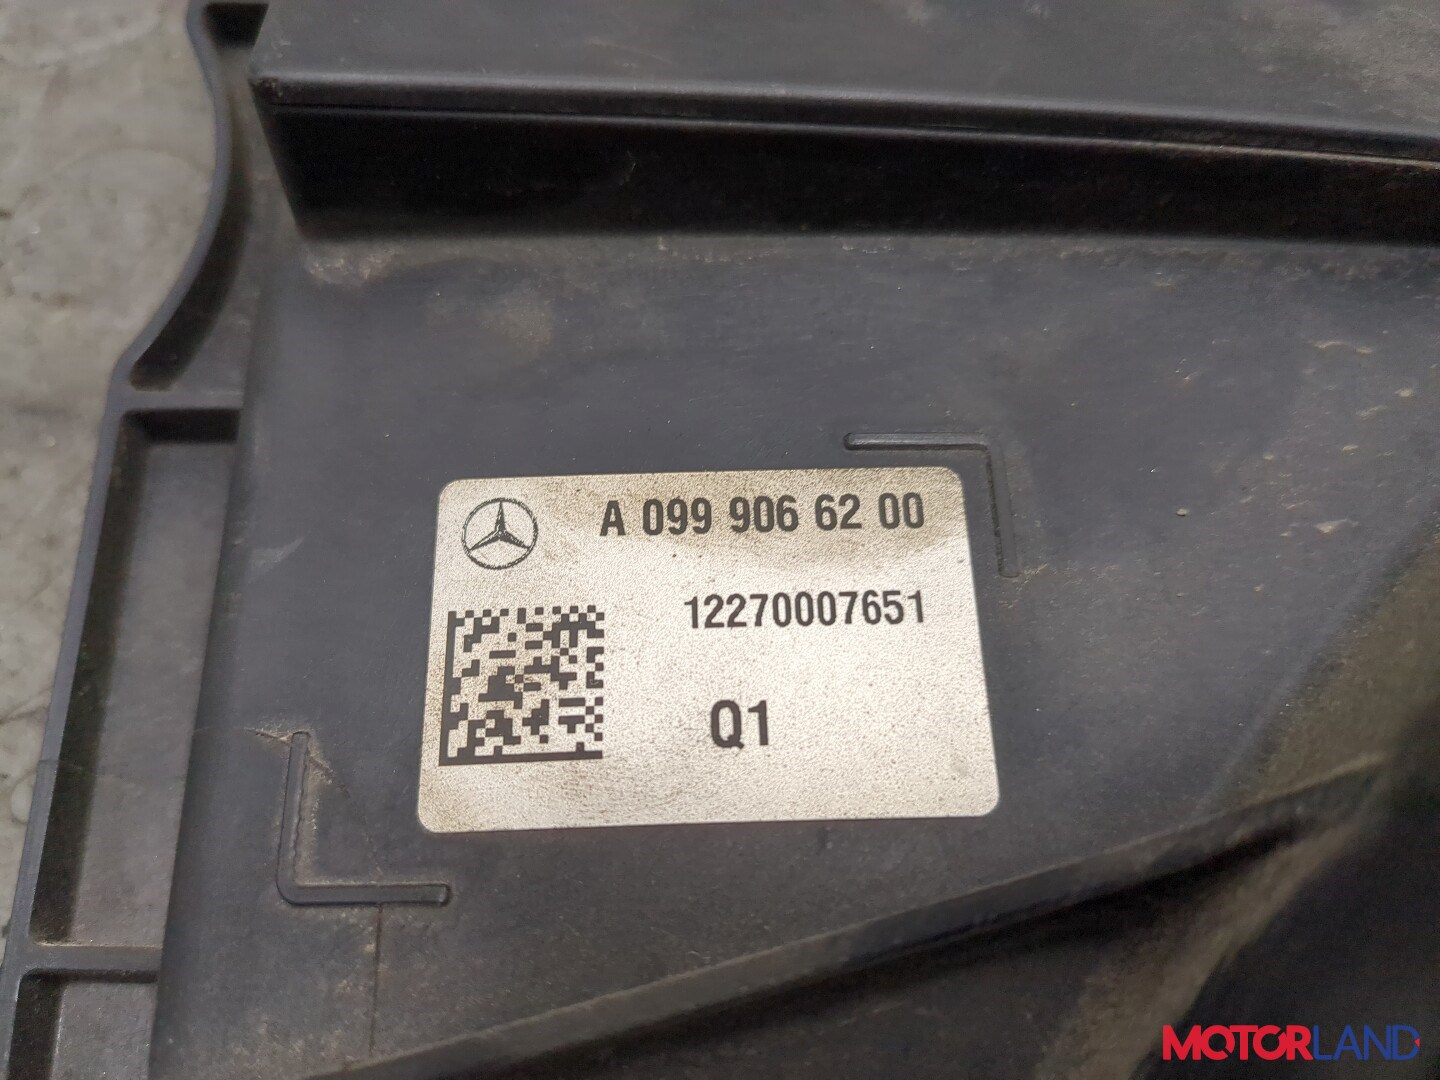 A 099 906 62 00
12270007651
Q1
MOTORLAND